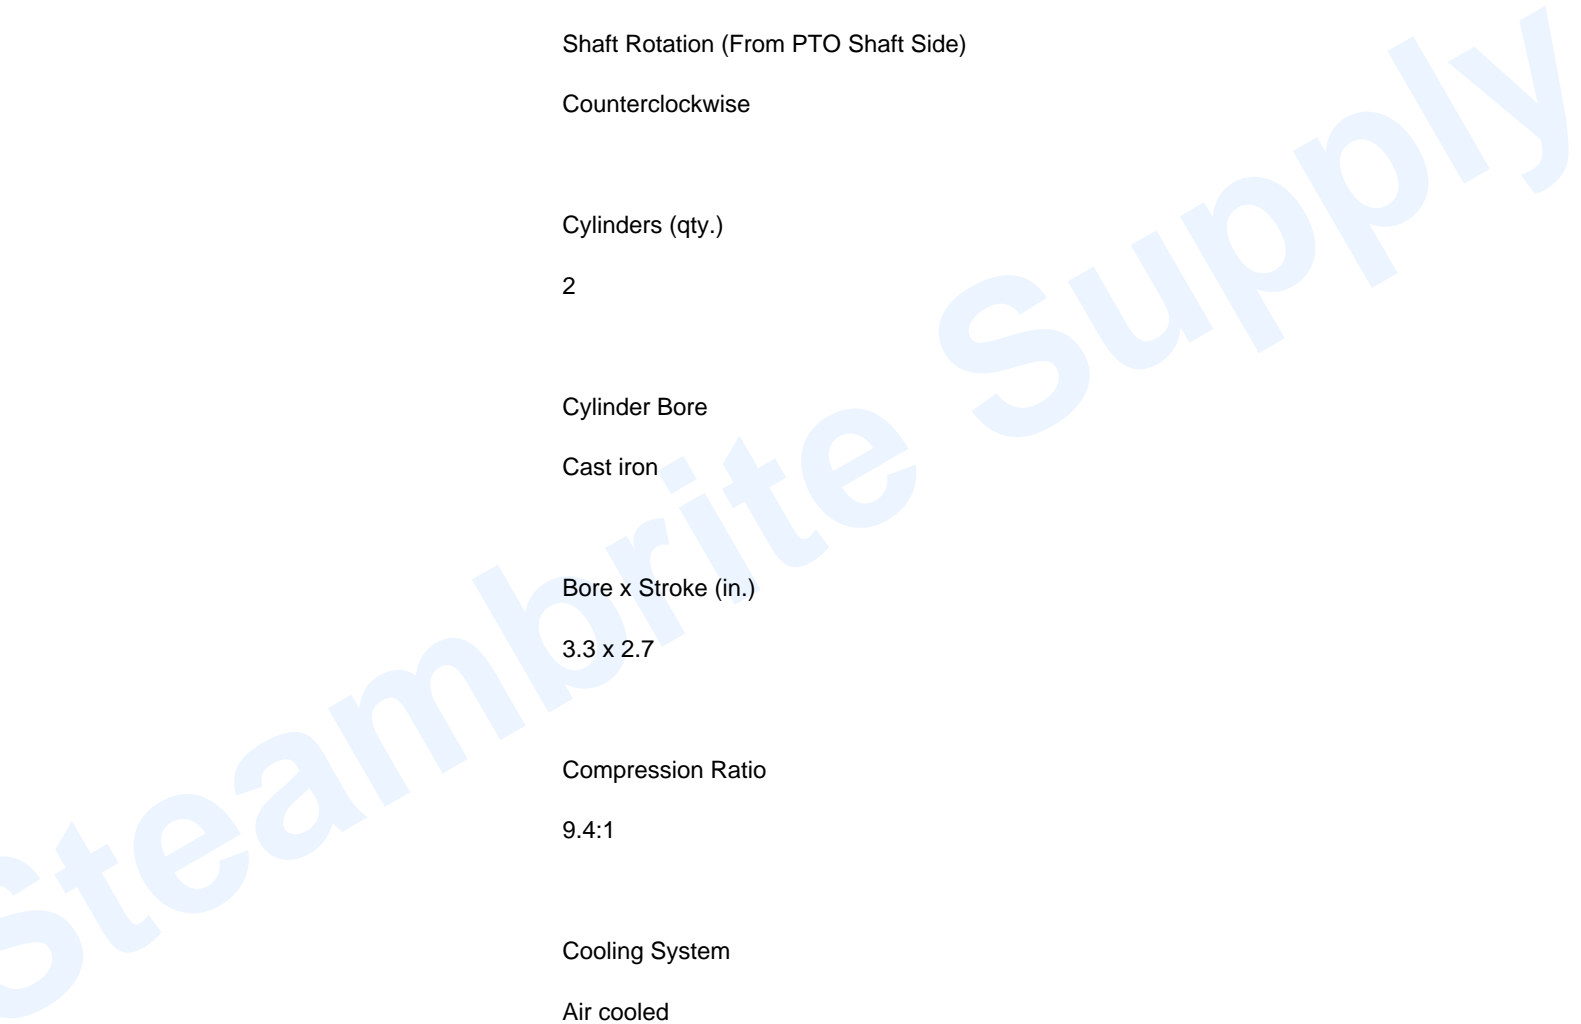 Shaft Rotation (From PTO Shaft Side)
Counterclockwise
Cylinders (qty.)
2
Cylinder Bore
Cast iron
Bore x Stroke (in.)
3.3 x 2.7
Compression Ratio
9.4:1
Cooling System
Air cooled
Steambrite Supply